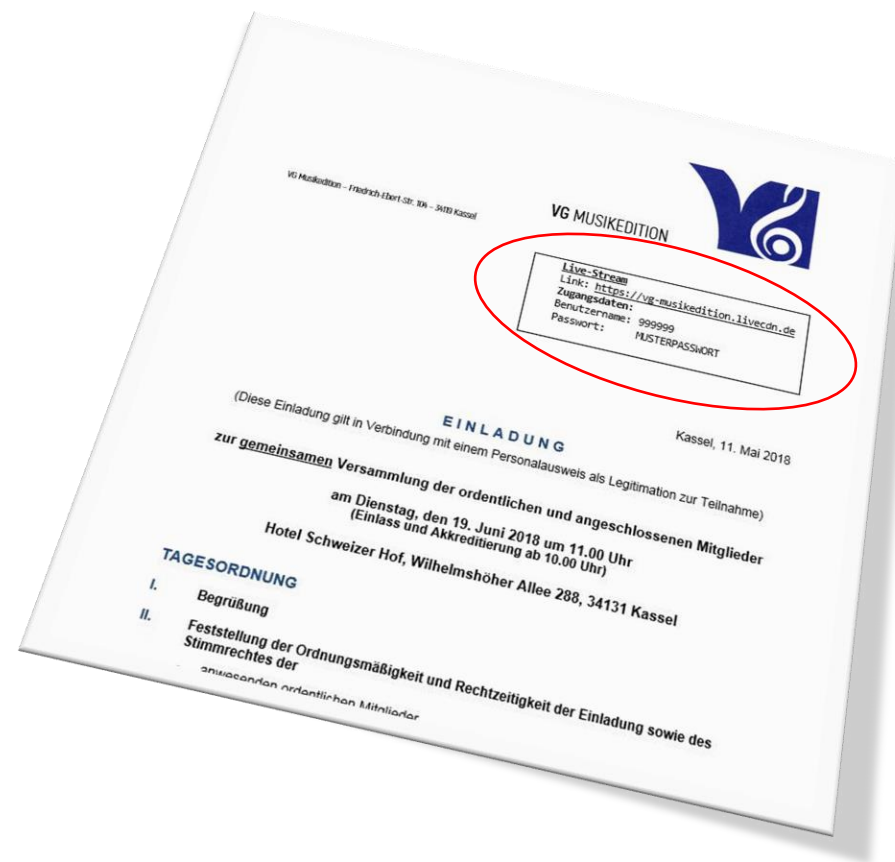 VG Musikedition – Friedrich-Ebert-Str. 104 – 34119 Kassel
VG MUSIKEDITION
Live-Stream
Link: https://vg-musikedition.livecdn.de
Zugangsdaten:
Benutzername: 999999
Passwort: MUSTERPASSWORT
Kassel, 11. Mai 2018
EINLADUNG
(Diese Einladung gilt in Verbindung mit einem Personalausweis als Legitimation zur Teilnahme)
zur gemeinsamen Versammlung der ordentlichen und angeschlossenen Mitglieder
am Dienstag, den 19. Juni 2018 um 11.00 Uhr
(Einlass und Akkreditierung ab 10.00 Uhr)
Hotel Schweizer Hof, Wilhelmshöher Allee 288, 34131 Kassel
TAGESORDNUNG
I. Begrüßung
II. Feststellung der Ordnungsmäßigkeit und Rechtzeitigkeit der Einladung sowie des
Stimmrechtes der
anwesenden ordentlichen Mitglieder